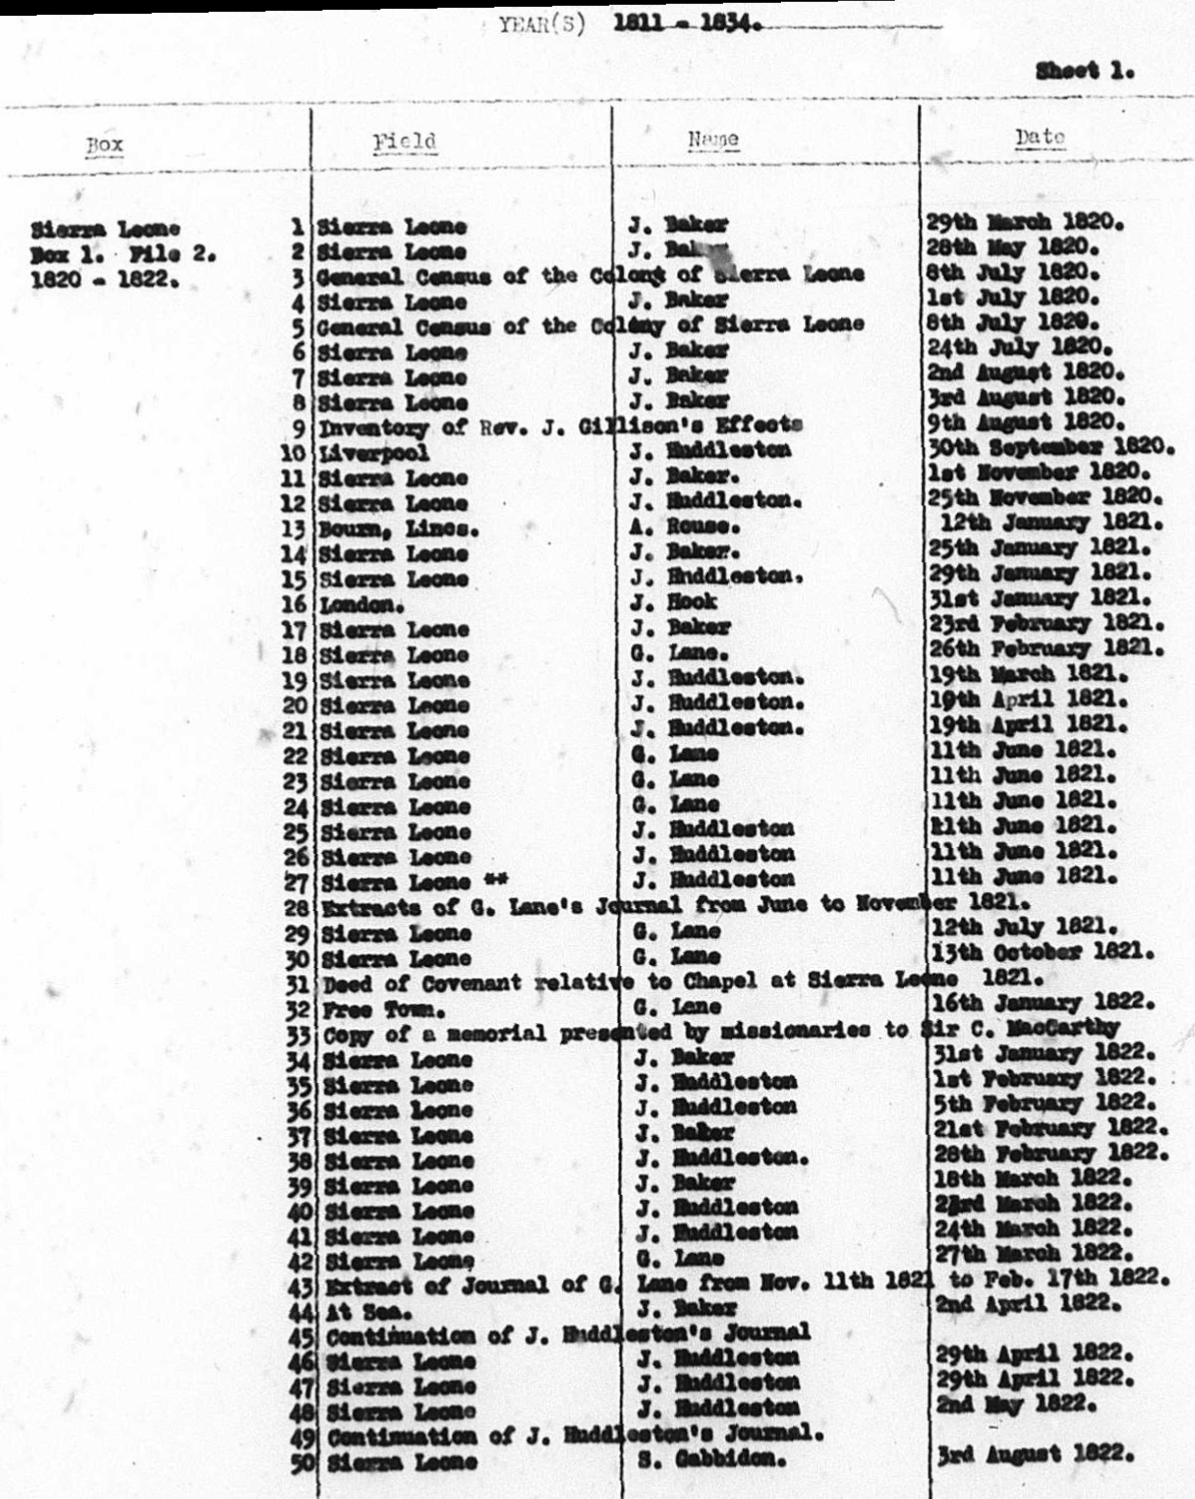 YEAR(S) 1811 - 1834.
Sheet 1.
Box Field Name Date
Sierra Leone 1 Sierra Leone J. Baker 29th March 1820.
Box 1. File 2. 2 Sierra Leone J. Baker 28th May 1820.
1820 - 1822. 3 General Census of the Colony of Sierra Leone 8th July 1820.
4 Sierra Leone J. Baker 1st July 1820.
5 General Census of the Colony of Sierra Leone 8th July 1820.
6 Sierra Leone J. Baker 24th July 1820.
7 Sierra Leone J. Baker 2nd August 1820.
8 Sierra Leone J. Baker 3rd August 1820.
9 Inventory of Rev. J. Gillison's Effects 9th August 1820.
10 Liverpool J. Huddleston 30th September 1820.
11 Sierra Leone J. Baker. 1st November 1820.
12 Sierra Leone J. Huddleston. 25th November 1820.
13 Bourn, Lincs. A. Rouse. 12th January 1821.
14 Sierra Leone J. Baker. 25th January 1821.
15 Sierra Leone J. Huddleston. 29th January 1821.
16 London. J. Hook 31st January 1821.
17 Sierra Leone J. Baker 23rd February 1821.
18 Sierra Leone G. Lane. 26th February 1821.
19 Sierra Leone J. Huddleston. 19th March 1821.
20 Sierra Leone J. Huddleston. 19th April 1821.
21 Sierra Leone J. Huddleston. 19th April 1821.
22 Sierra Leone G. Lane 11th June 1821.
23 Sierra Leone G. Lane 11th June 1821.
24 Sierra Leone G. Lane 11th June 1821.
25 Sierra Leone J. Huddleston 11th June 1821.
26 Sierra Leone J. Huddleston 11th June 1821.
27 Sierra Leone ** J. Huddleston 11th June 1821.
28 Extracts of G. Lane's Journal from June to November 1821.
29 Sierra Leone G. Lane 12th July 1821.
30 Sierra Leone G. Lane 13th October 1821.
31 Deed of Covenant relative to Chapel at Sierra Leone 1821.
32 Free Town. G. Lane 16th January 1822.
33 Copy of a memorial presented by missionaries to Sir C. MacCarthy
34 Sierra Leone J. Baker 31st January 1822.
35 Sierra Leone J. Huddleston 1st February 1822.
36 Sierra Leone J. Huddleston 5th February 1822.
37 Sierra Leone J. Baker 21st February 1822.
38 Sierra Leone J. Huddleston. 28th February 1822.
39 Sierra Leone J. Baker 18th March 1822.
40 Sierra Leone J. Huddleston 23rd March 1822.
41 Sierra Leone J. Huddleston 24th March 1822.
42 Sierra Leone G. Lane 27th March 1822.
43 Extract of Journal of G. Lane from Nov. 11th 1821 to Feb. 17th 1822.
44 At Sea. J. Baker 2nd April 1822.
45 Continuation of J. Huddleston's Journal
46 Sierra Leone J. Huddleston 29th April 1822.
47 Sierra Leone J. Huddleston 29th April 1822.
48 Sierra Leone J. Huddleston 2nd May 1822.
49 Continuation of J. Huddleston's Journal.
50 Sierra Leone S. Gabbidon. 3rd August 1822.